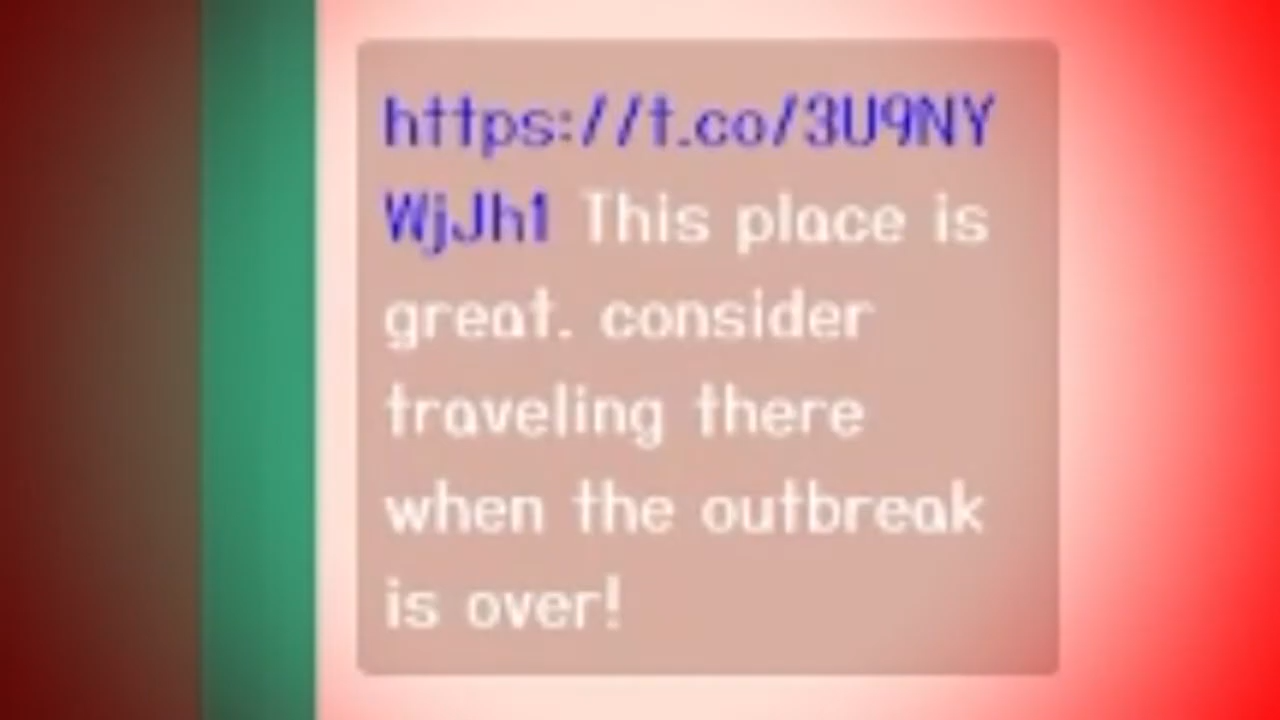 https://t.co/3U9NY
WjJh1 This place is
great. consider
traveling there
when the outbreak
is over!